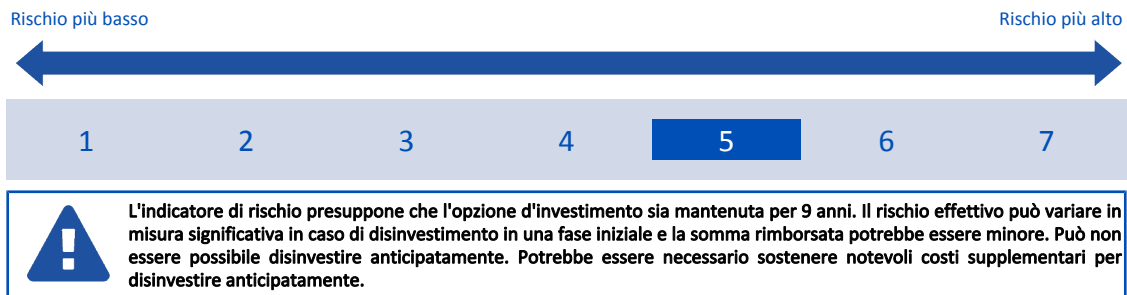 Rischio più basso Rischio più alto
1 2 3 4 5 6 7
L'indicatore di rischio presuppone che l'opzione d'investimento sia mantenuta per 9 anni. Il rischio effettivo può variare in
misura significativa in caso di disinvestimento in una fase iniziale e la somma rimborsata potrebbe essere minore. Può non
essere possibile disinvestire anticipatamente. Potrebbe essere necessario sostenere notevoli costi supplementari per
disinvestire anticipatamente.